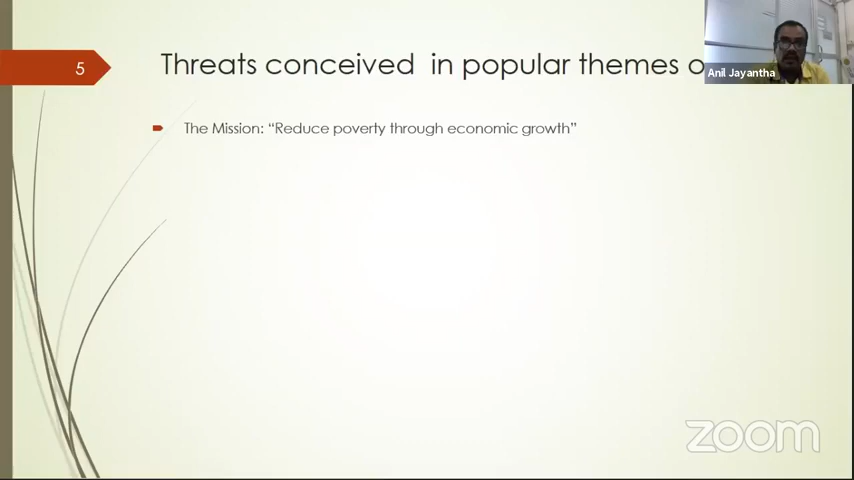 5
Threats conceived in popular themes o
Anil Jayantha
The Mission: “Reduce poverty through economic growth”
zoom